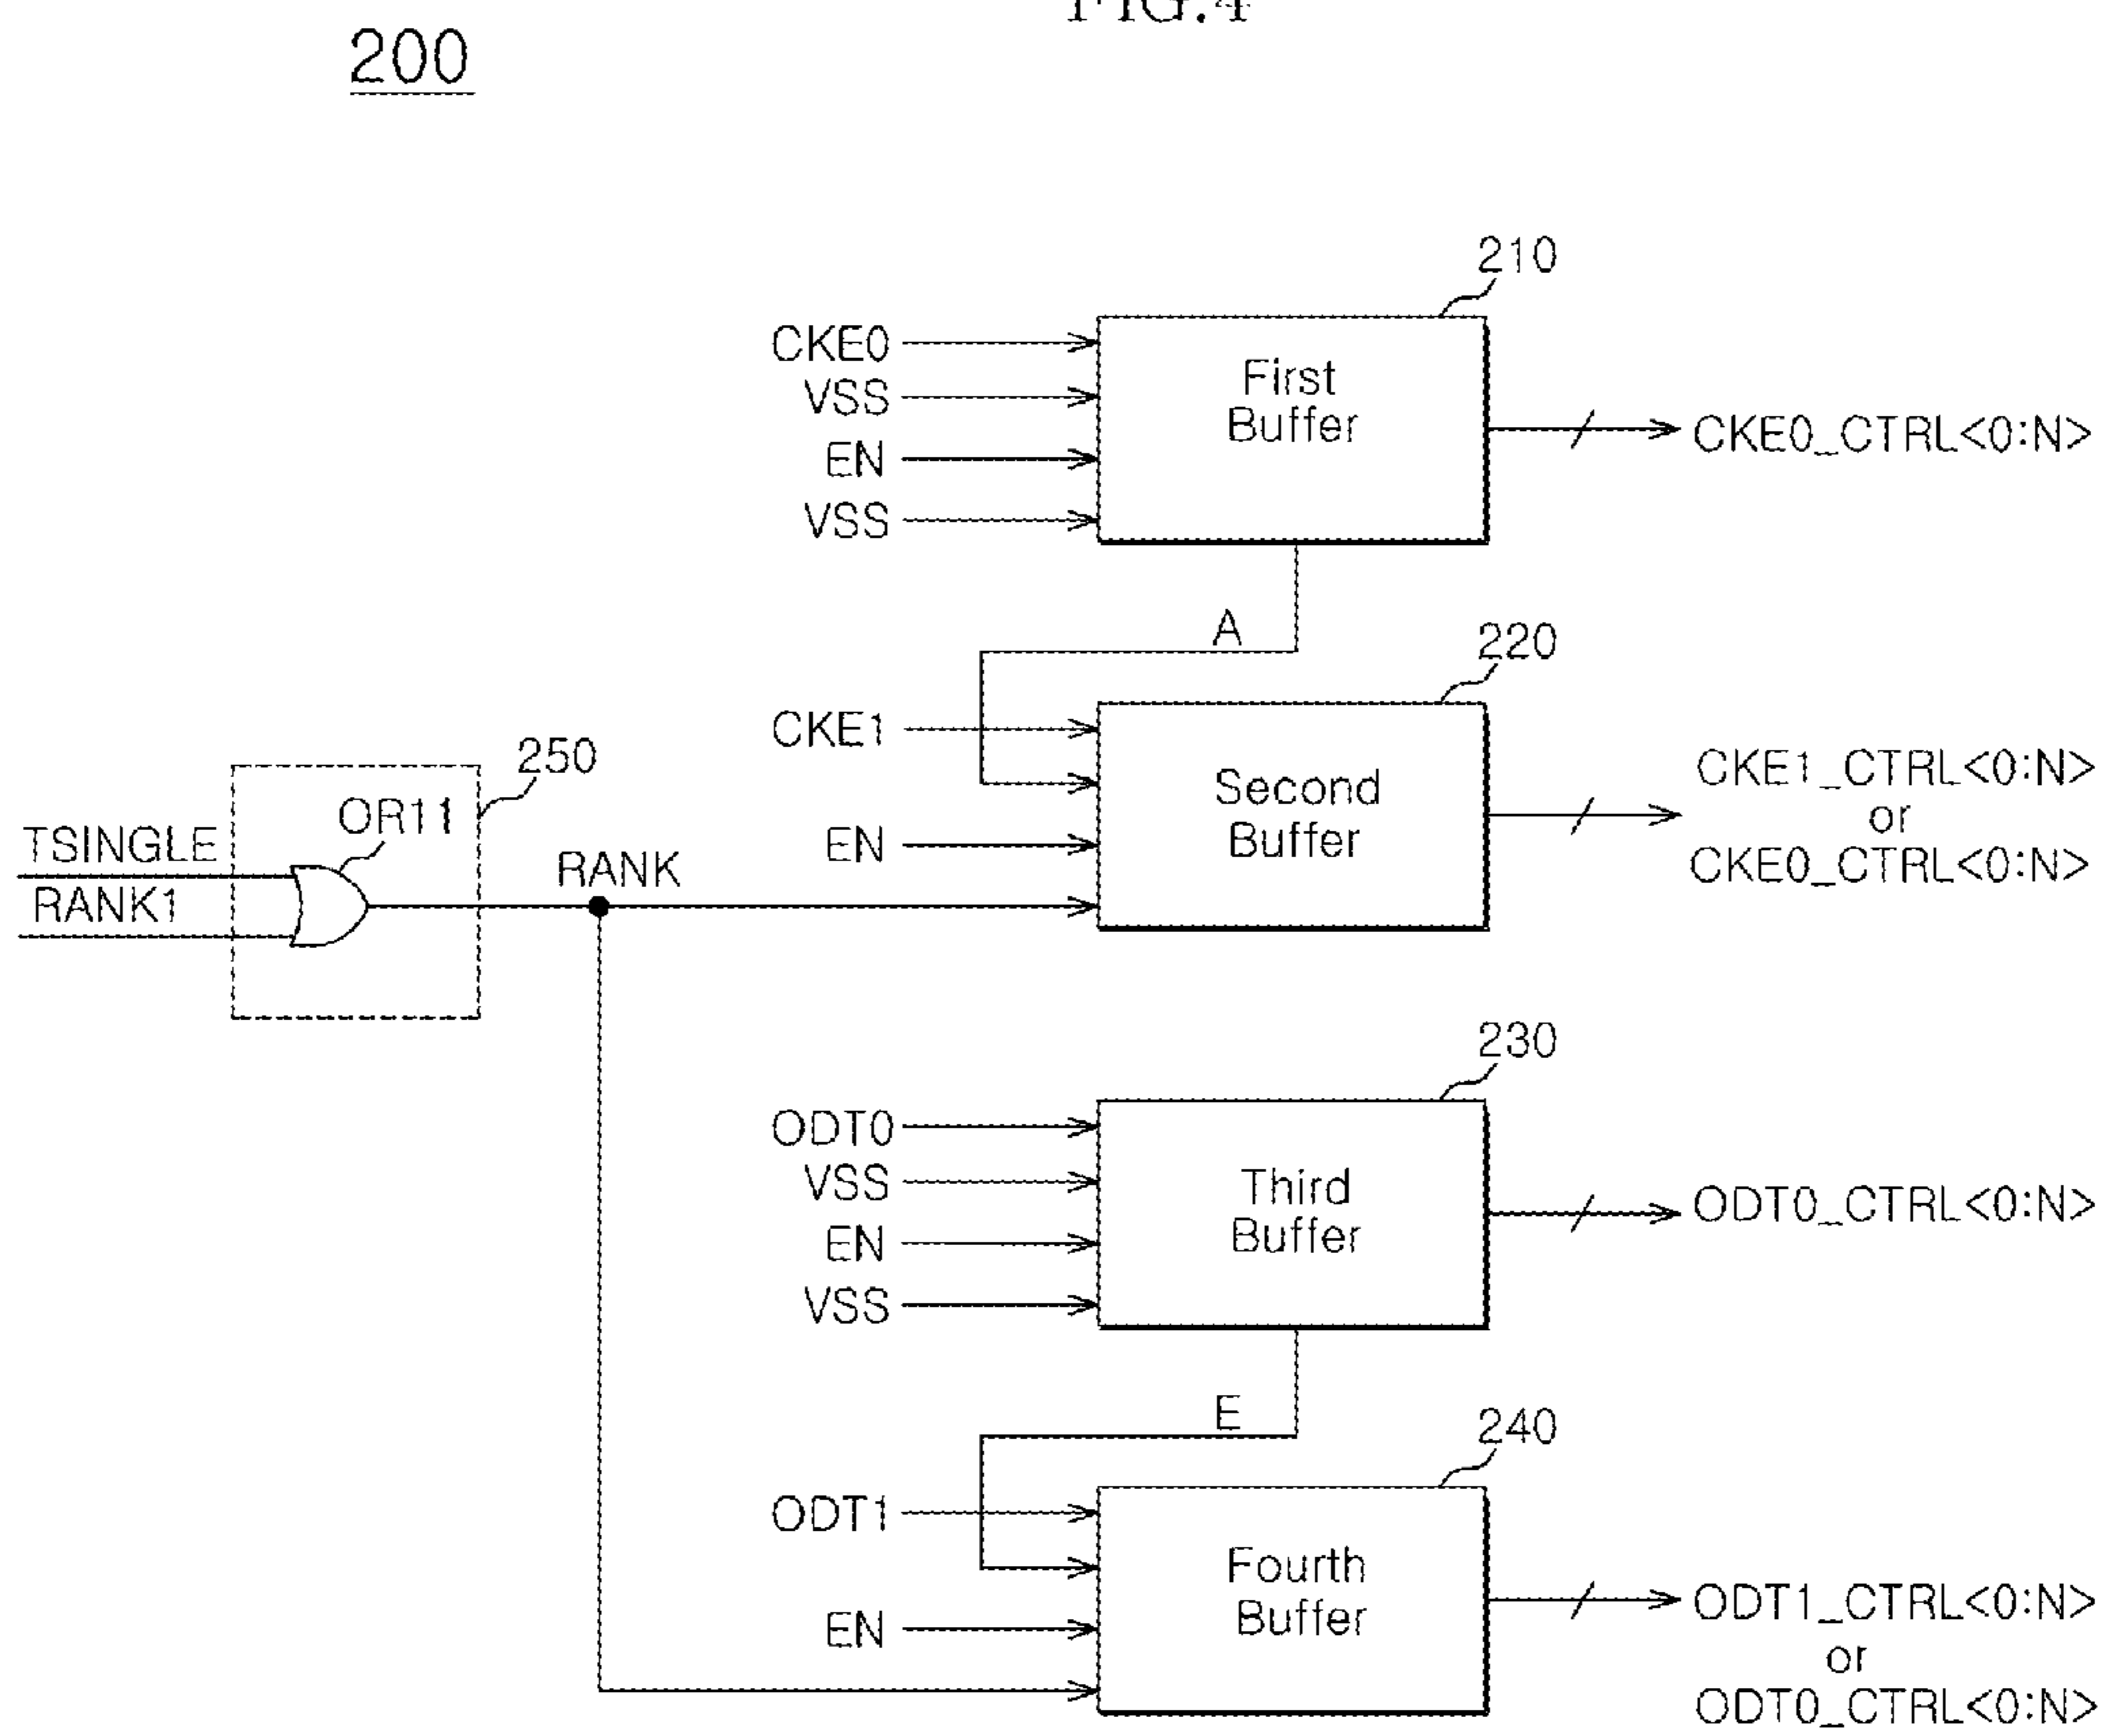 FIG.4
200
210
CKE0
VSS
EN
VSS
First
Buffer
CKE0_CTRL<0:N>
A
220
CKE1
EN
Second
Buffer
CKE1_CTRL<0:N>
or
CKE0_CTRL<0:N>
250
OR11
TSINGLE
RANK1
RANK
230
ODT0
VSS
EN
VSS
Third
Buffer
ODT0_CTRL<0:N>
E
240
ODT1
EN
Fourth
Buffer
ODT1_CTRL<0:N>
or
ODT0_CTRL<0:N>